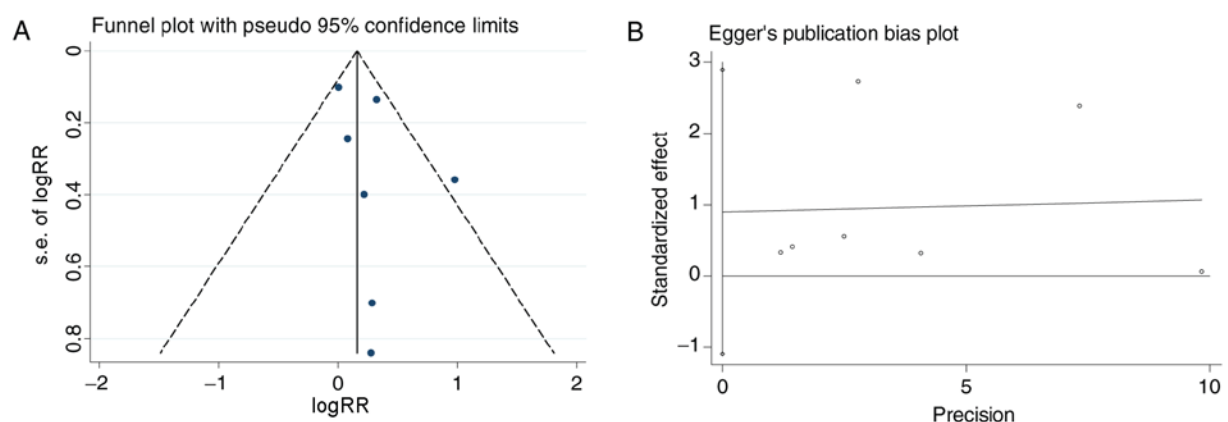 A
Funnel plot with pseudo 95% confidence limits
0
0.2
0.4
0.6
0.8
s.e. of logRR
−2
−1
0
1
2
logRR
B
Egger's publication bias plot
3
2
1
0
−1
Standardized effect
0
5
10
Precision